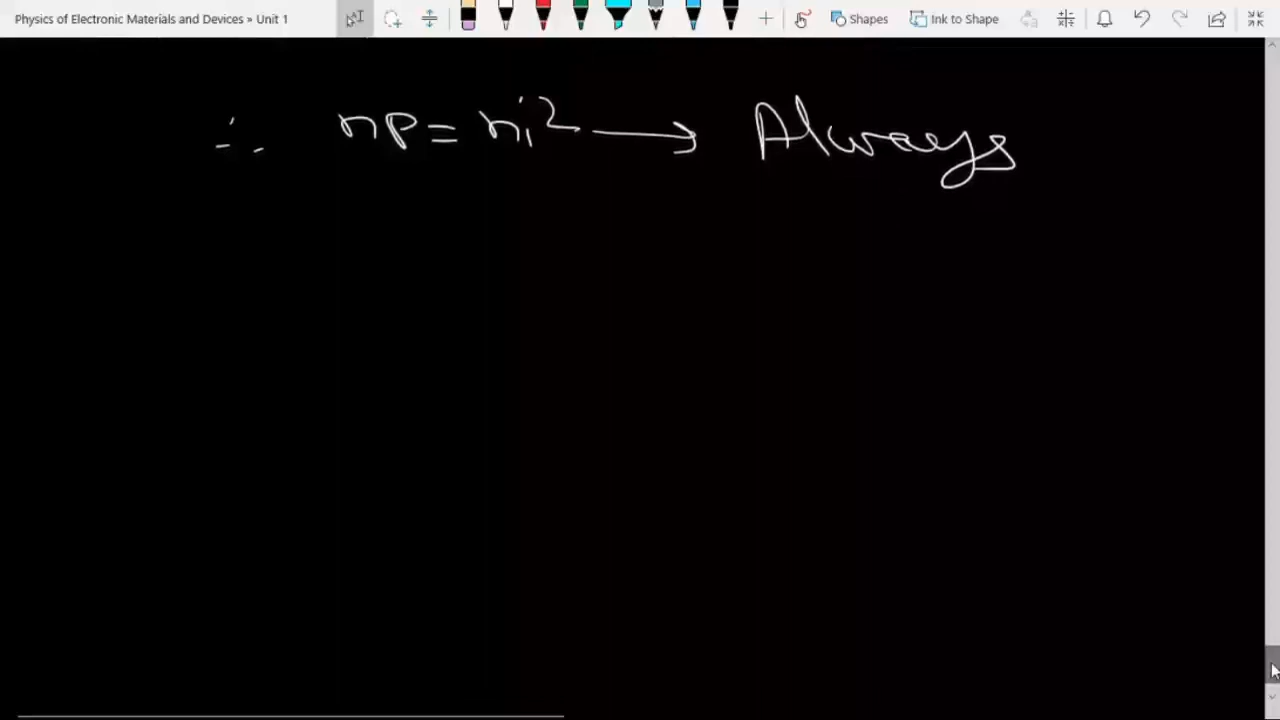 Physics of Electronic Materials and Devices » Unit 1
Shapes
Ink to Shape
∴ np = ni² → Always